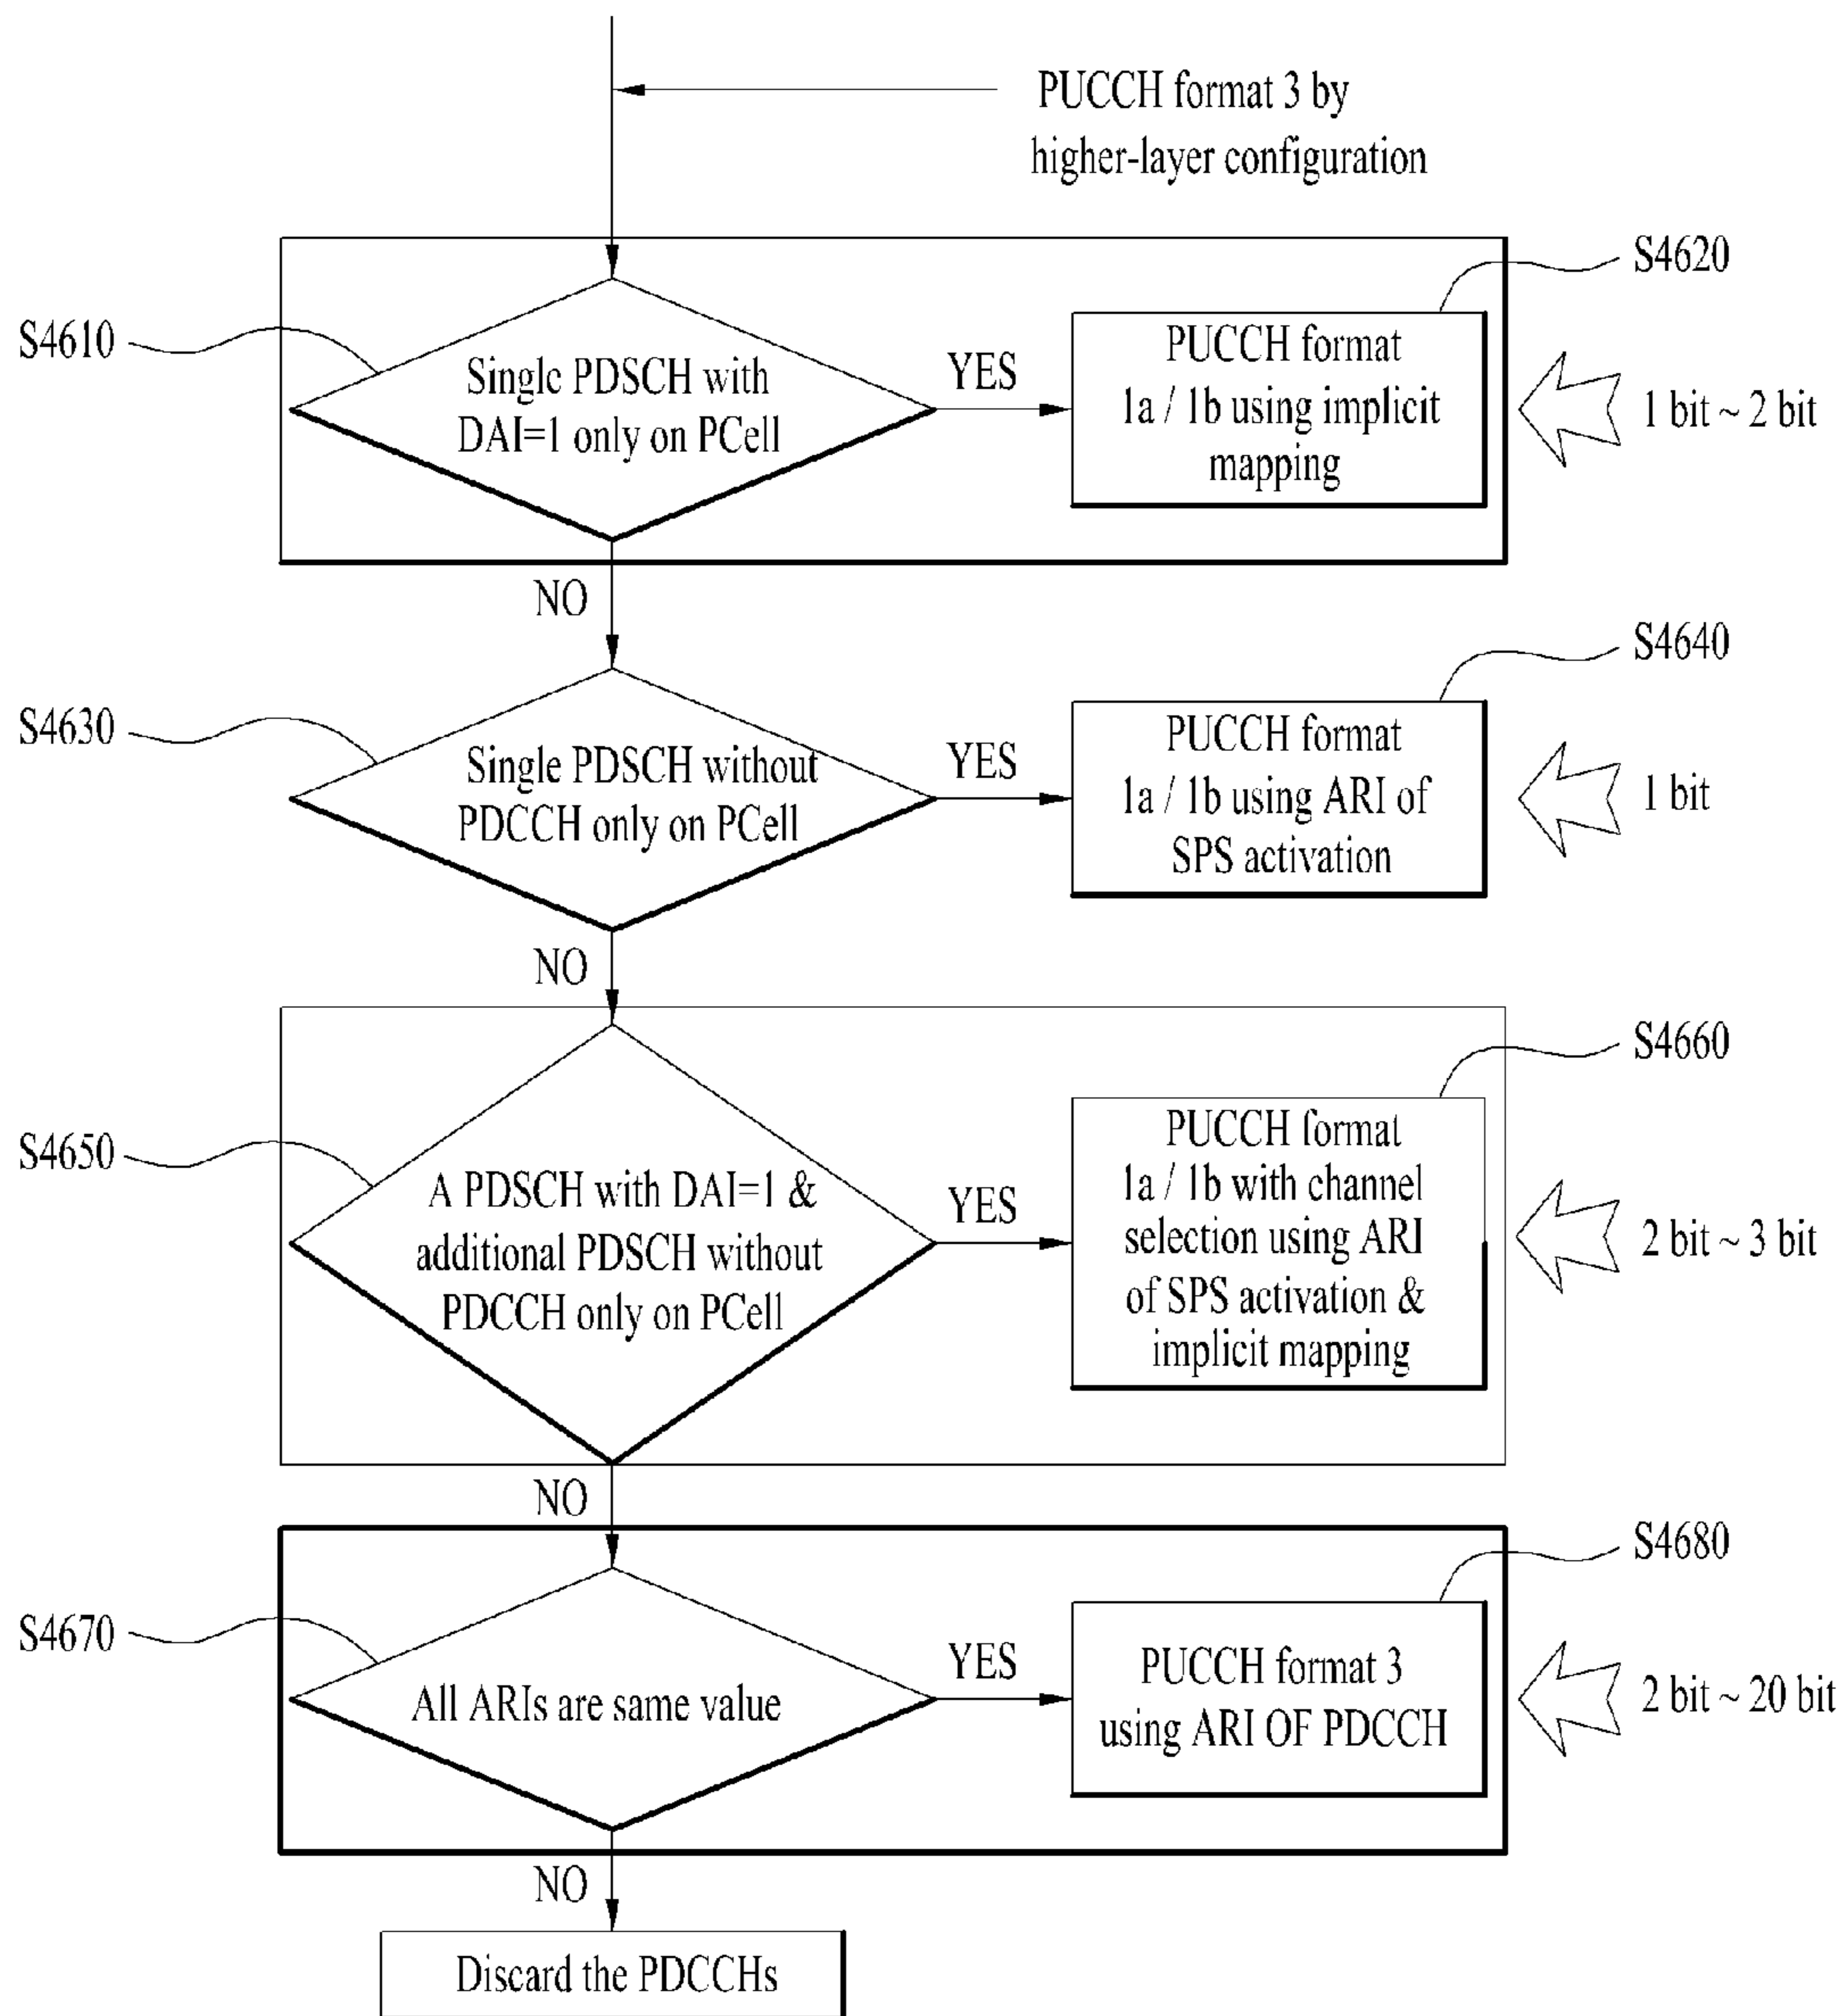 PUCCH format 3 by
higher-layer configuration
S4610
Single PDSCH with
DAI=1 only on PCell
YES
S4620
PUCCH format
1a / 1b using implicit
mapping
1 bit ~ 2 bit
NO
S4630
Single PDSCH without
PDCCH only on PCell
YES
S4640
PUCCH format
1a / 1b using ARI of
SPS activation
1 bit
NO
S4650
A PDSCH with DAI=1 &
additional PDSCH without
PDCCH only on PCell
YES
S4660
PUCCH format
1a / 1b with channel
selection using ARI
of SPS activation &
implicit mapping
2 bit ~ 3 bit
NO
S4670
All ARIs are same value
YES
S4680
PUCCH format 3
using ARI OF PDCCH
2 bit ~ 20 bit
NO
Discard the PDCCHs